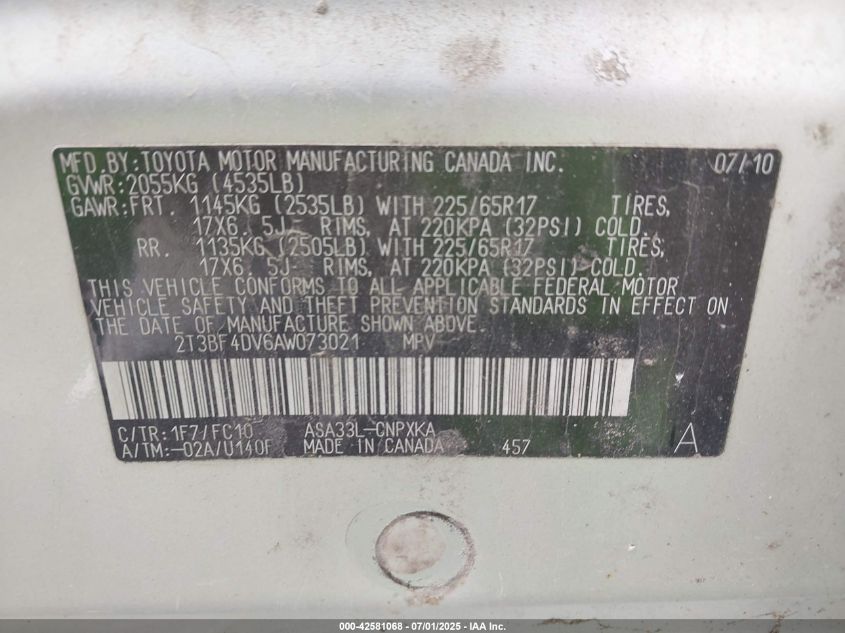 MFD.BY:TOYOTA MOTOR MANUFACTURING CANADA INC. 07/10
GVWR:2055KG (4535LB)
GAWR:FRT. 1145KG (2535LB) WITH 225/65R17 TIRES,
17X6.5J RIMS, AT 220KPA (32PSI) COLD.
RR. 1135KG (2505LB) WITH 225/65R17 TIRES,
17X6.5J RIMS, AT 220KPA (32PSI) COLD.
THIS VEHICLE CONFORMS TO ALL APPLICABLE FEDERAL MOTOR
VEHICLE SAFETY AND THEFT PREVENTION STANDARDS IN EFFECT ON
THE DATE OF MANUFACTURE SHOWN ABOVE.
2T3BF4DV6AW073021 MPV
C/TR:1F7/FC10 ASA33L-CNPXKA
A/TM:-02A/U140F MADE IN CANADA 457 A
000-42581068 - 07/01/2025 - IAA Inc.